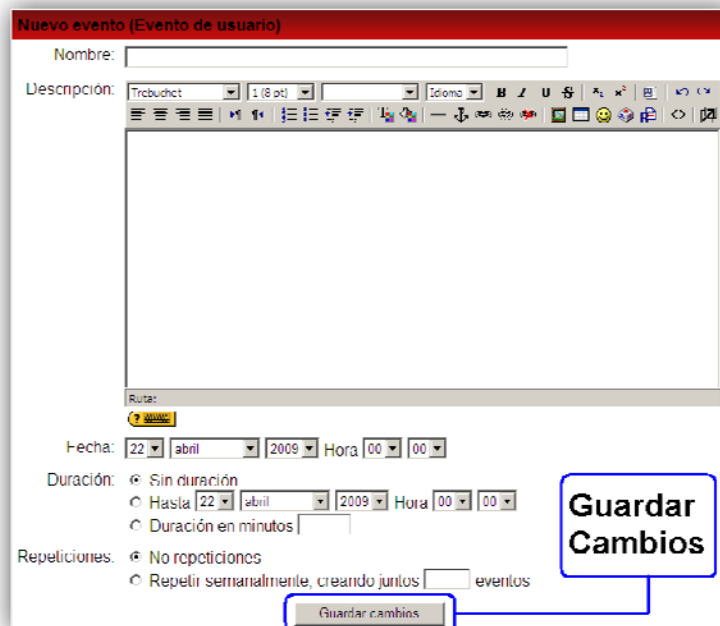 Nuevo evento (Evento de usuario)
Nombre:
Descripción:
Trebuchet 1 (8 pt) Idioma B I U S x₂ x²
Ruta:
?
Fecha: 22 abril 2009 Hora 00 00
Duración: Sin duración
Hasta 22 abril 2009 Hora 00 00
Duración en minutos
Repeticiones: No repeticiones
Repetir semanalmente, creando juntos eventos
Guardar cambios
Guardar
Cambios